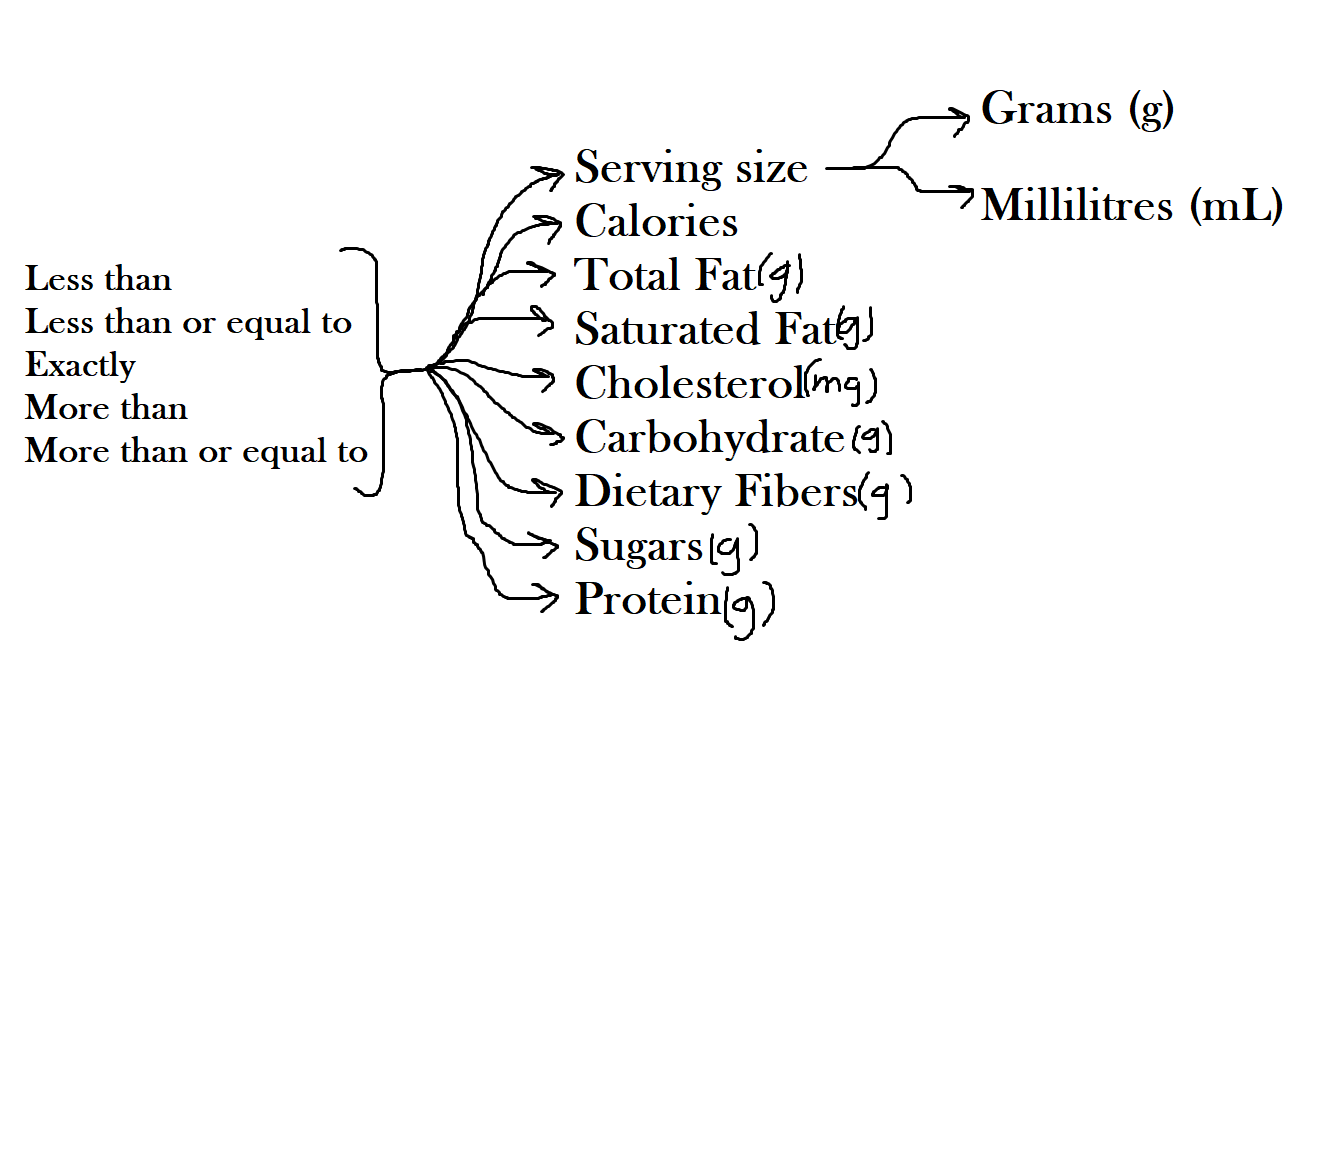 Grams (g)
Serving size
Millilitres (mL)
Calories
Total Fat(g)
Saturated Fat(g)
Cholesterol(mg)
Carbohydrate(g)
Dietary Fibers(g)
Sugars(g)
Protein(g)
Less than
Less than or equal to
Exactly
More than
More than or equal to